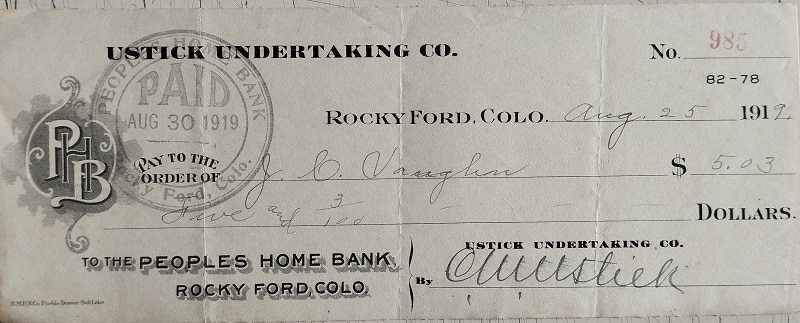 USTICK UNDERTAKING CO.
No. 985
82-78
PEOPLES HOME BANK
PAID
AUG 30 1919
Rocky Ford, Colo.
ROCKY FORD, COLO. Aug. 25 1919.
PHB
PAY TO THE
ORDER OF J. C. Vaughn $ 5.03
Five and 3/100 DOLLARS.
TO THE PEOPLES HOME BANK,
ROCKY FORD, COLO.
USTICK UNDERTAKING CO.
By Ustick